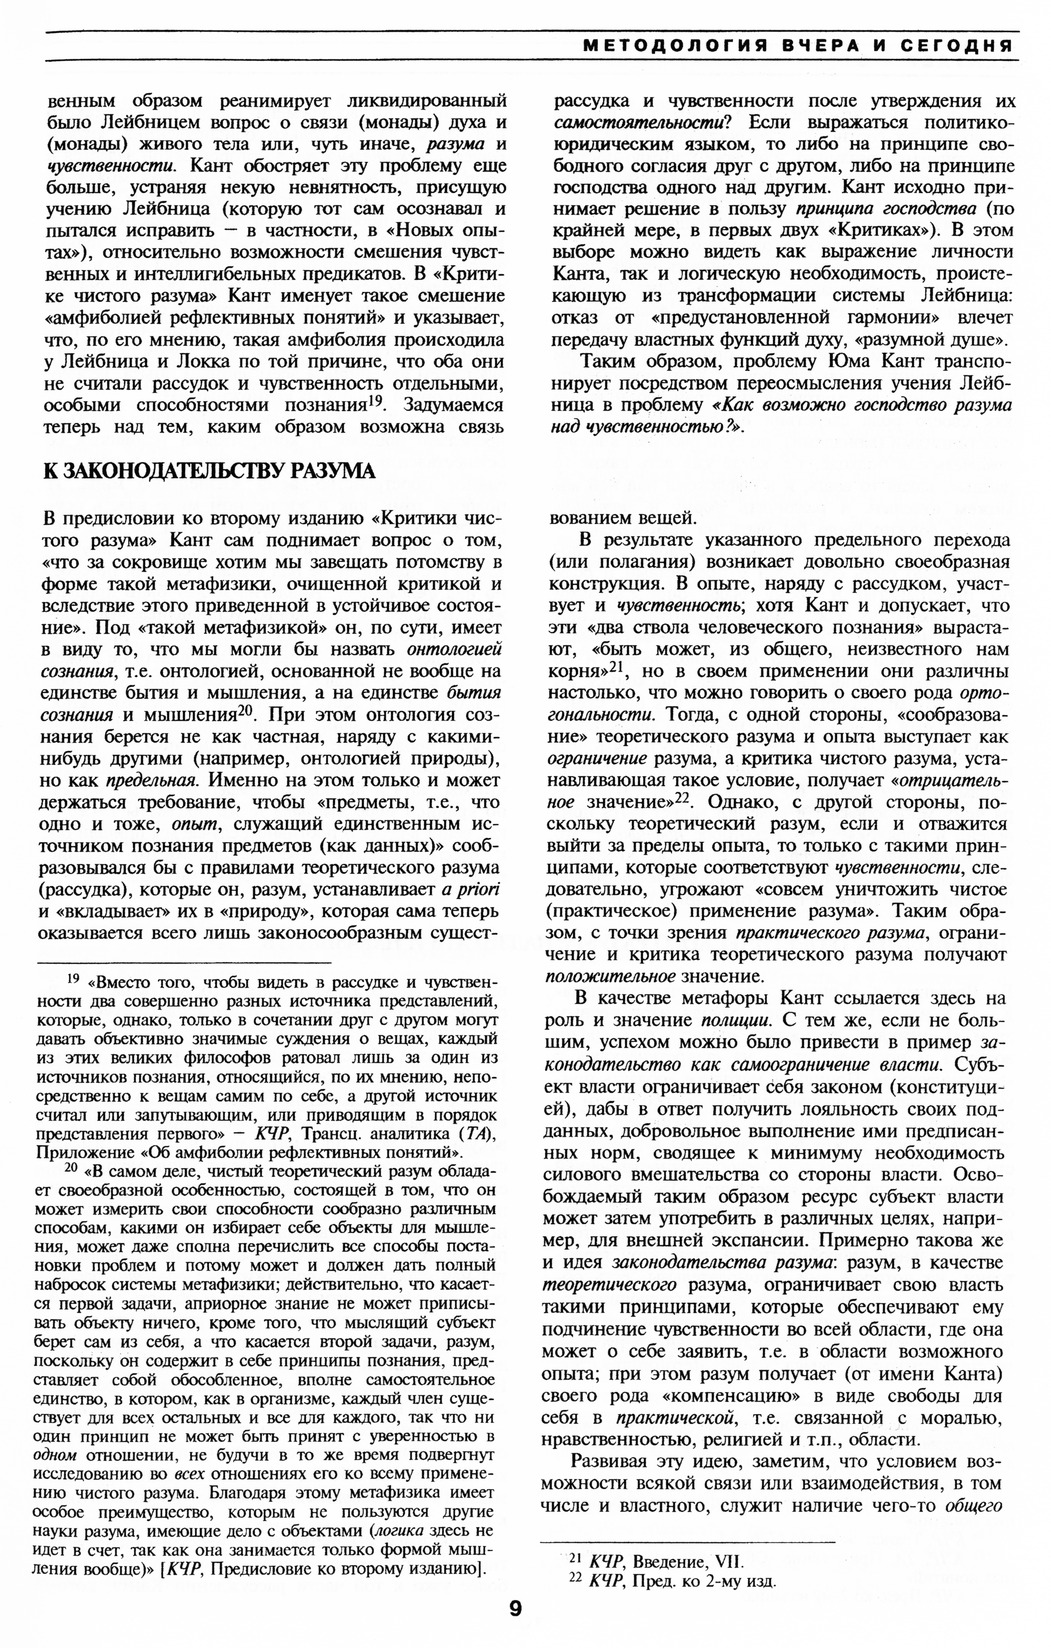 МЕТОДОЛОГИЯ ВЧЕРА И СЕГОДНЯ
венным образом реанимирует ликвидированный
было Лейбницем вопрос о связи (монады) духа и
(монады) живого тела или, чуть иначе, разума и
чувственности. Кант обостряет эту проблему еще
больше, устраняя некую невнятность, присущую
учению Лейбница (которую тот сам осознавал и
пытался исправить — в частности, в «Новых опы-
тах»), относительно возможности смешения чувст-
венных и интеллигибельных предикатов. В «Крити-
ке чистого разума» Кант именует такое смешение
«амфиболией рефлективных понятий» и указывает,
что, по его мнению, такая амфиболия происходила
у Лейбница и Локка по той причине, что оба они
не считали рассудок и чувственность отдельными,
особыми способностями познания19. Задумаемся
теперь над тем, каким образом возможна связь
рассудка и чувственности после утверждения их
самостоятельности? Если выражаться политико-
юридическим языком, то либо на принципе сво-
бодного согласия друг с другом, либо на принципе
господства одного над другим. Кант исходно при-
нимает решение в пользу принципа господства (по
крайней мере, в первых двух «Критиках»). В этом
выборе можно видеть как выражение личности
Канта, так и логическую необходимость, происте-
кающую из трансформации системы Лейбница:
отказ от «предустановленной гармонии» влечет
передачу властных функций духу, «разумной душе».
Таким образом, проблему Юма Кант транспо-
нирует посредством переосмысления учения Лейб-
ница в проблему «Как возможно господство разума
над чувственностью?».
К ЗАКОНОДАТЕЛЬСТВУ РАЗУМА
В предисловии ко второму изданию «Критики чис-
того разума» Кант сам поднимает вопрос о том,
«что за сокровище хотим мы завещать потомству в
форме такой метафизики, очищенной критикой и
вследствие этого приведенной в устойчивое состоя-
ние». Под «такой метафизикой» он, по сути, имеет
в виду то, что мы могли бы назвать онтологией
сознания, т.е. онтологией, основанной не вообще на
единстве бытия и мышления, а на единстве бытия
сознания и мышления20. При этом онтология соз-
нания берется не как частная, наряду с какими-
нибудь другими (например, онтологией природы),
но как предельная. Именно на этом только и может
держаться требование, чтобы «предметы, т.е., что
одно и тоже, опыт, служащий единственным ис-
точником познания предметов (как данных)» сооб-
разовывался бы с правилами теоретического разума
(рассудка), которые он, разум, устанавливает a priori
и «вкладывает» их в «природу», которая сама теперь
оказывается всего лишь законосообразным сущест-
19 «Вместо того, чтобы видеть в рассудке и чувствен-
ности два совершенно разных источника представлений,
которые, однако, только в сочетании друг с другом могут
давать объективно значимые суждения о вещах, каждый
из этих великих философов ратовал лишь за один из
источников познания, относящийся, по их мнению, непо-
средственно к вещам самим по себе, а другой источник
считал или запутывающим, или приводящим в порядок
представления первого» — КЧР, Трансц. аналитика (ТА),
Приложение «Об амфиболии рефлективных понятий».
20 «В самом деле, чистый теоретический разум облада-
ет своеобразной особенностью, состоящей в том, что он
может измерить свои способности сообразно различным
способам, какими он избирает себе объекты для мышле-
ния, может даже сполна перечислить все способы поста-
новки проблем и потому может и должен дать полный
набросок системы метафизики; действительно, что касает-
ся первой задачи, априорное знание не может приписы-
вать объекту ничего, кроме того, что мыслящий субъект
берет сам из себя, а что касается второй задачи, разум,
поскольку он содержит в себе принципы познания, пред-
ставляет собой обособленное, вполне самостоятельное
единство, в котором, как в организме, каждый член суще-
ствует для всех остальных и все для каждого, так что ни
один принцип не может быть принят с уверенностью в
одном отношении, не будучи в то же время подвергнут
исследованию во всех отношениях его ко всему примене-
нию чистого разума. Благодаря этому метафизика имеет
особое преимущество, которым не пользуются другие
науки разума, имеющие дело с объектами (логика здесь не
идет в счет, так как она занимается только формой мыш-
ления вообще)» [КЧР, Предисловие ко второму изданию].
вованием вещей.
В результате указанного предельного перехода
(или полагания) возникает довольно своеобразная
конструкция. В опыте, наряду с рассудком, участ-
вует и чувственность; хотя Кант и допускает, что
эти «два ствола человеческого познания» выраста-
ют, «быть может, из общего, неизвестного нам
корня»21, но в своем применении они различны
настолько, что можно говорить о своего рода орто-
гональности. Тогда, с одной стороны, «сообразова-
ние» теоретического разума и опыта выступает как
ограничение разума, а критика чистого разума, уста-
навливающая такое условие, получает «отрицатель-
ное значение»22. Однако, с другой стороны, по-
скольку теоретический разум, если и отважится
выйти за пределы опыта, то только с такими прин-
ципами, которые соответствуют чувственности, сле-
довательно, угрожают «совсем уничтожить чистое
(практическое) применение разума». Таким обра-
зом, с точки зрения практического разума, ограни-
чение и критика теоретического разума получают
положительное значение.
В качестве метафоры Кант ссылается здесь на
роль и значение полиции. С тем же, если не боль-
шим, успехом можно было привести в пример за-
конодательство как самоограничение власти. Субъ-
ект власти ограничивает себя законом (конституци-
ей), дабы в ответ получить лояльность своих под-
данных, добровольное выполнение ими предписан-
ных норм, сводящее к минимуму необходимость
силового вмешательства со стороны власти. Осво-
бождаемый таким образом ресурс субъект власти
может затем употребить в различных целях, напри-
мер, для внешней экспансии. Примерно такова же
и идея законодательства разума: разум, в качестве
теоретического разума, ограничивает свою власть
такими принципами, которые обеспечивают ему
подчинение чувственности во всей области, где она
может о себе заявить, т.е. в области возможного
опыта; при этом разум получает (от имени Канта)
своего рода «компенсацию» в виде свободы для
себя в практической, т.е. связанной с моралью,
нравственностью, религией и т.п., области.
Развивая эту идею, заметим, что условием воз-
можности всякой связи или взаимодействия, в том
числе и властного, служит наличие чего-то общего
21 КЧР, Введение, VII.
22 КЧР, Пред. ко 2-му изд.
9